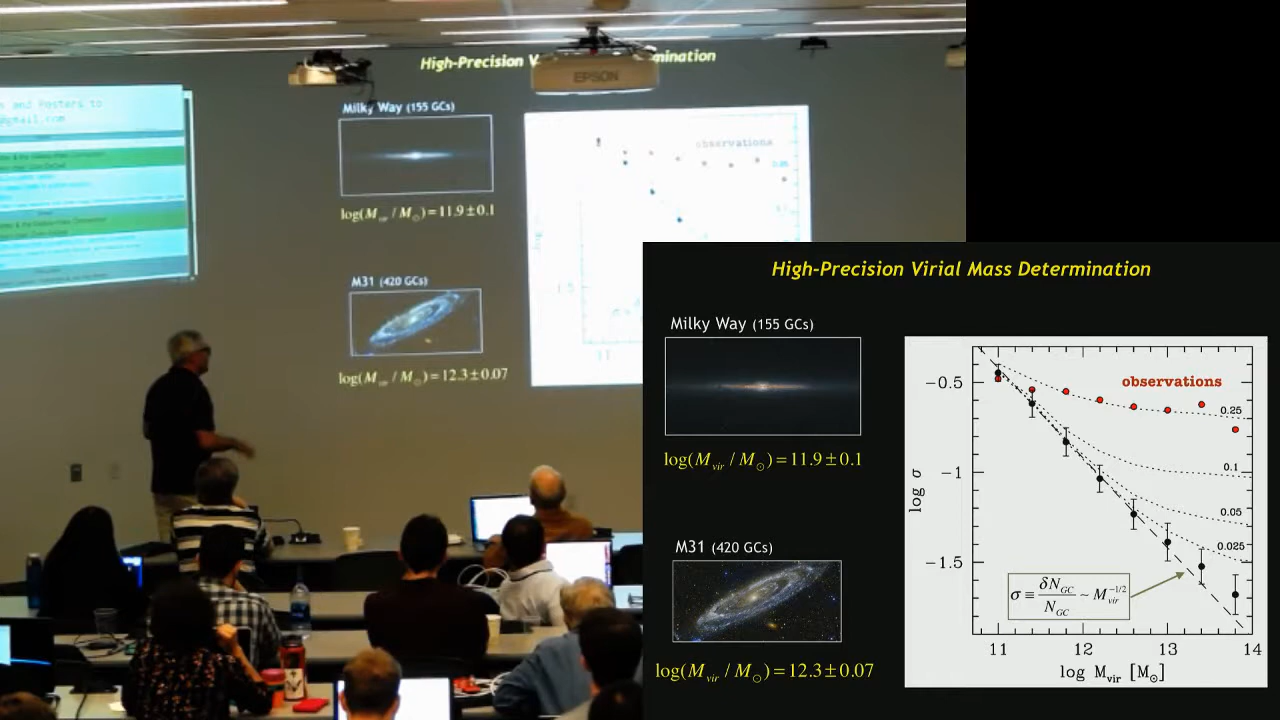 High-Precision V
mination
EPSON
Milky Way (155 GCs)
log(M_vir / M_⊙) = 11.9 ± 0.1
M31 (420 GCs)
log(M_vir / M_⊙) = 12.3 ± 0.07
observations
s and Posters to
@gmail.com
11
High-Precision Virial Mass Determination
Milky Way (155 GCs)
log(M_vir / M_⊙) = 11.9 ± 0.1
M31 (420 GCs)
log(M_vir / M_⊙) = 12.3 ± 0.07
observations
0.25
0.1
0.05
0.025
-0.5
-1
-1.5
log σ
σ ≡ δN_GC / N_GC ~ M_vir^-1/2
11 12 13 14
log M_vir [M_⊙]